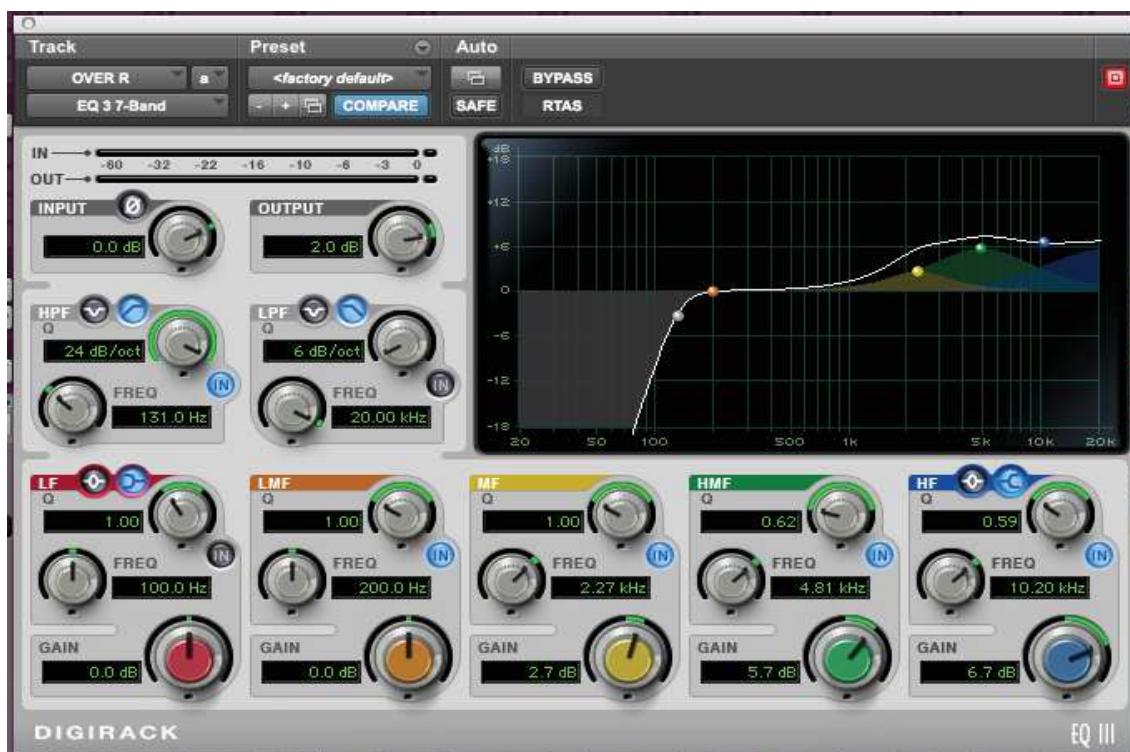 Track Preset Auto
OVER R a <factory default> BYPASS
EQ 3 7-Band - + COMPARE SAFE RTAS
IN
-60 -32 -22 -16 -10 -6 -3 0
OUT
INPUT Ø OUTPUT
0.0 dB 2.0 dB
HPF LPF
Q Q
24 dB/oct 6 dB/oct
IN IN
FREQ FREQ
131.0 Hz 20.00 kHz
dB
+18
+12
+6
0
-6
-12
-18
20 50 100 500 1k 5k 10k 20k
LF LMF MF HMF HF
Q Q Q Q Q
1.00 1.00 1.00 0.62 0.59
IN IN IN IN IN
FREQ FREQ FREQ FREQ FREQ
100.0 Hz 200.0 Hz 2.27 kHz 4.81 kHz 10.20 kHz
GAIN GAIN GAIN GAIN GAIN
0.0 dB 0.0 dB 2.7 dB 5.7 dB 6.7 dB
DIGIRACK EQ III